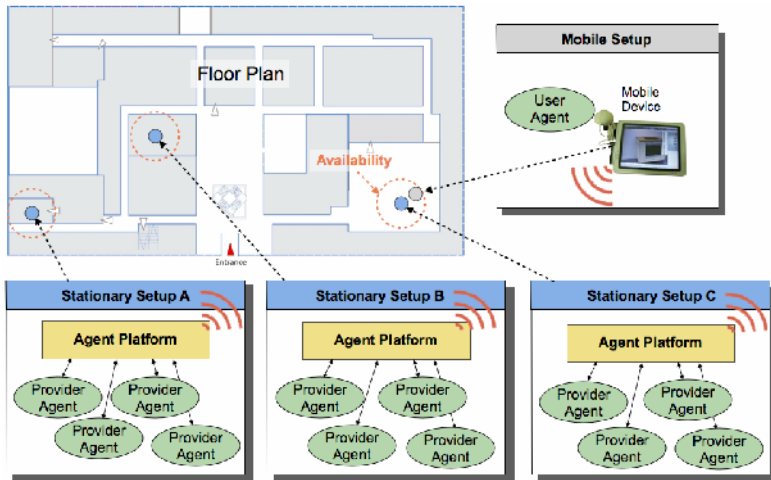 Floor Plan
Availability
Entrance
Mobile Setup
User
Agent
Mobile
Device
Stationary Setup A
Agent Platform
Provider
Agent
Provider
Agent
Provider
Agent
Provider
Agent
Stationary Setup B
Agent Platform
Provider
Agent
Provider
Agent
Provider
Agent
Provider
Agent
Stationary Setup C
Agent Platform
Provider
Agent
Provider
Agent
Provider
Agent
Provider
Agent